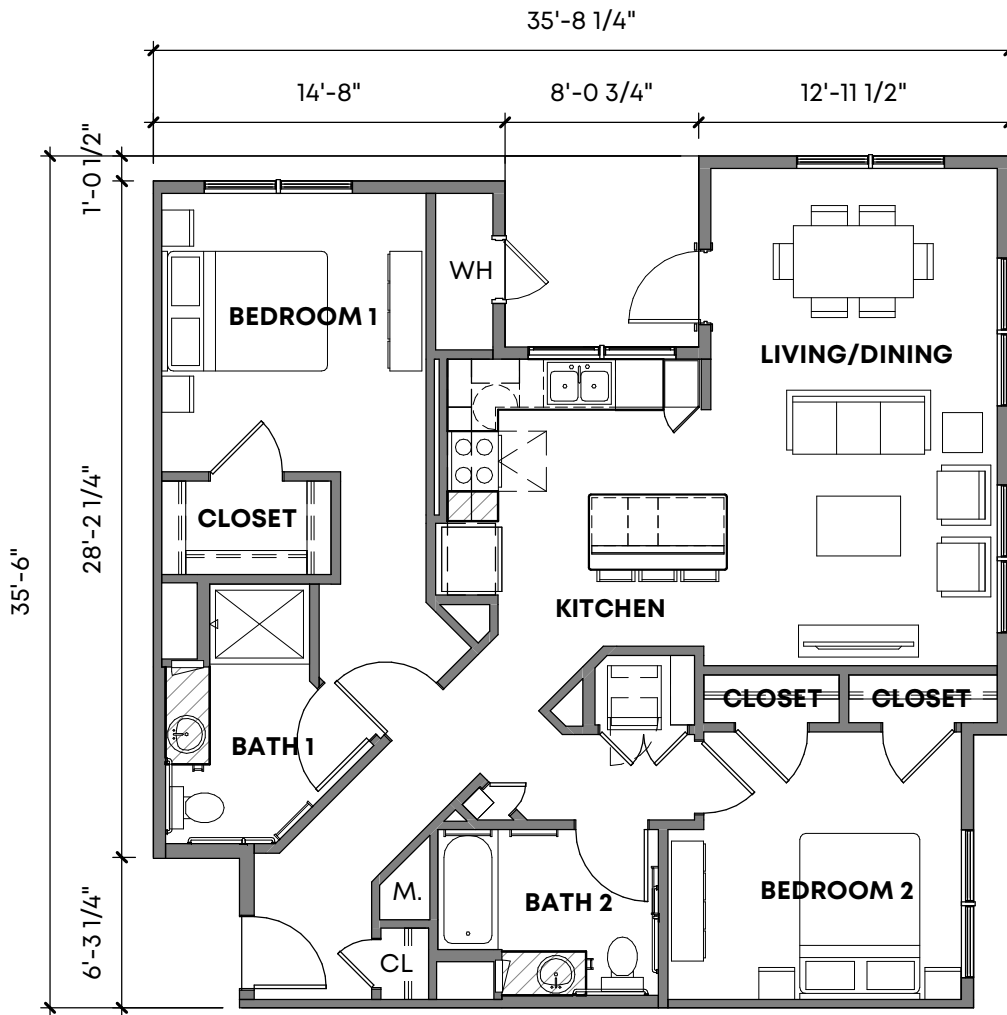 35'-8 1/4"
14'-8"
8'-0 3/4"
12'-11 1/2"
1'-0 1/2"
28'-2 1/4"
35'-6"
6'-3 1/4"
WH
BEDROOM 1
LIVING/DINING
CLOSET
KITCHEN
CLOSET
CLOSET
BATH 1
M.
BATH 2
BEDROOM 2
CL